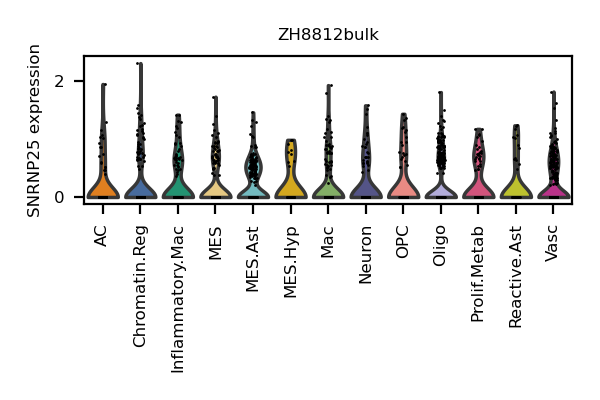 ZH8812bulk
SNRNP25 expression
2
0
AC
Chromatin.Reg
Inflammatory.Mac
MES
MES.Ast
MES.Hyp
Mac
Neuron
OPC
Oligo
Prolif.Metab
Reactive.Ast
Vasc